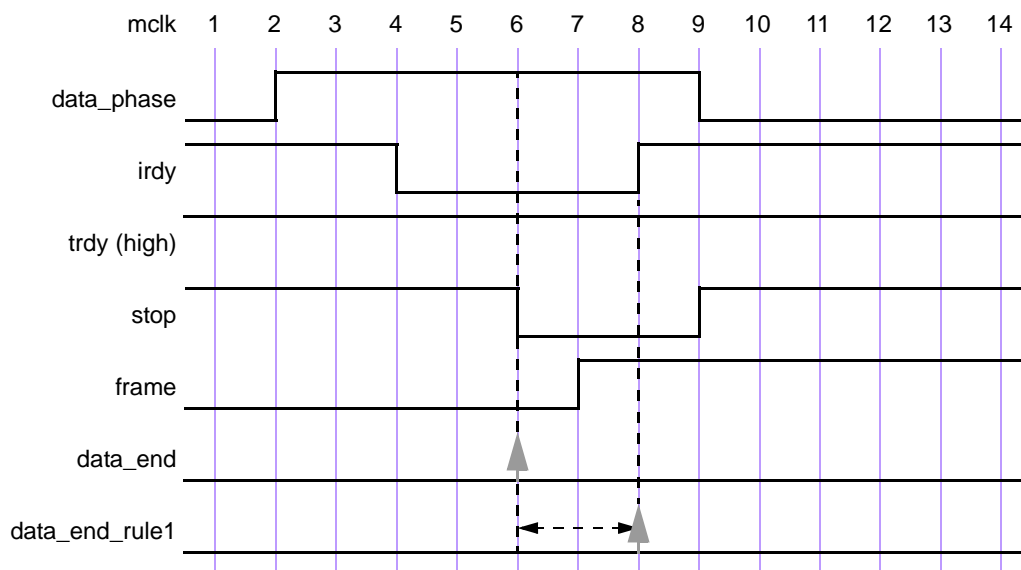 mclk 1 2 3 4 5 6 7 8 9 10 11 12 13 14
data_phase
irdy
trdy (high)
stop
frame
data_end
data_end_rule1